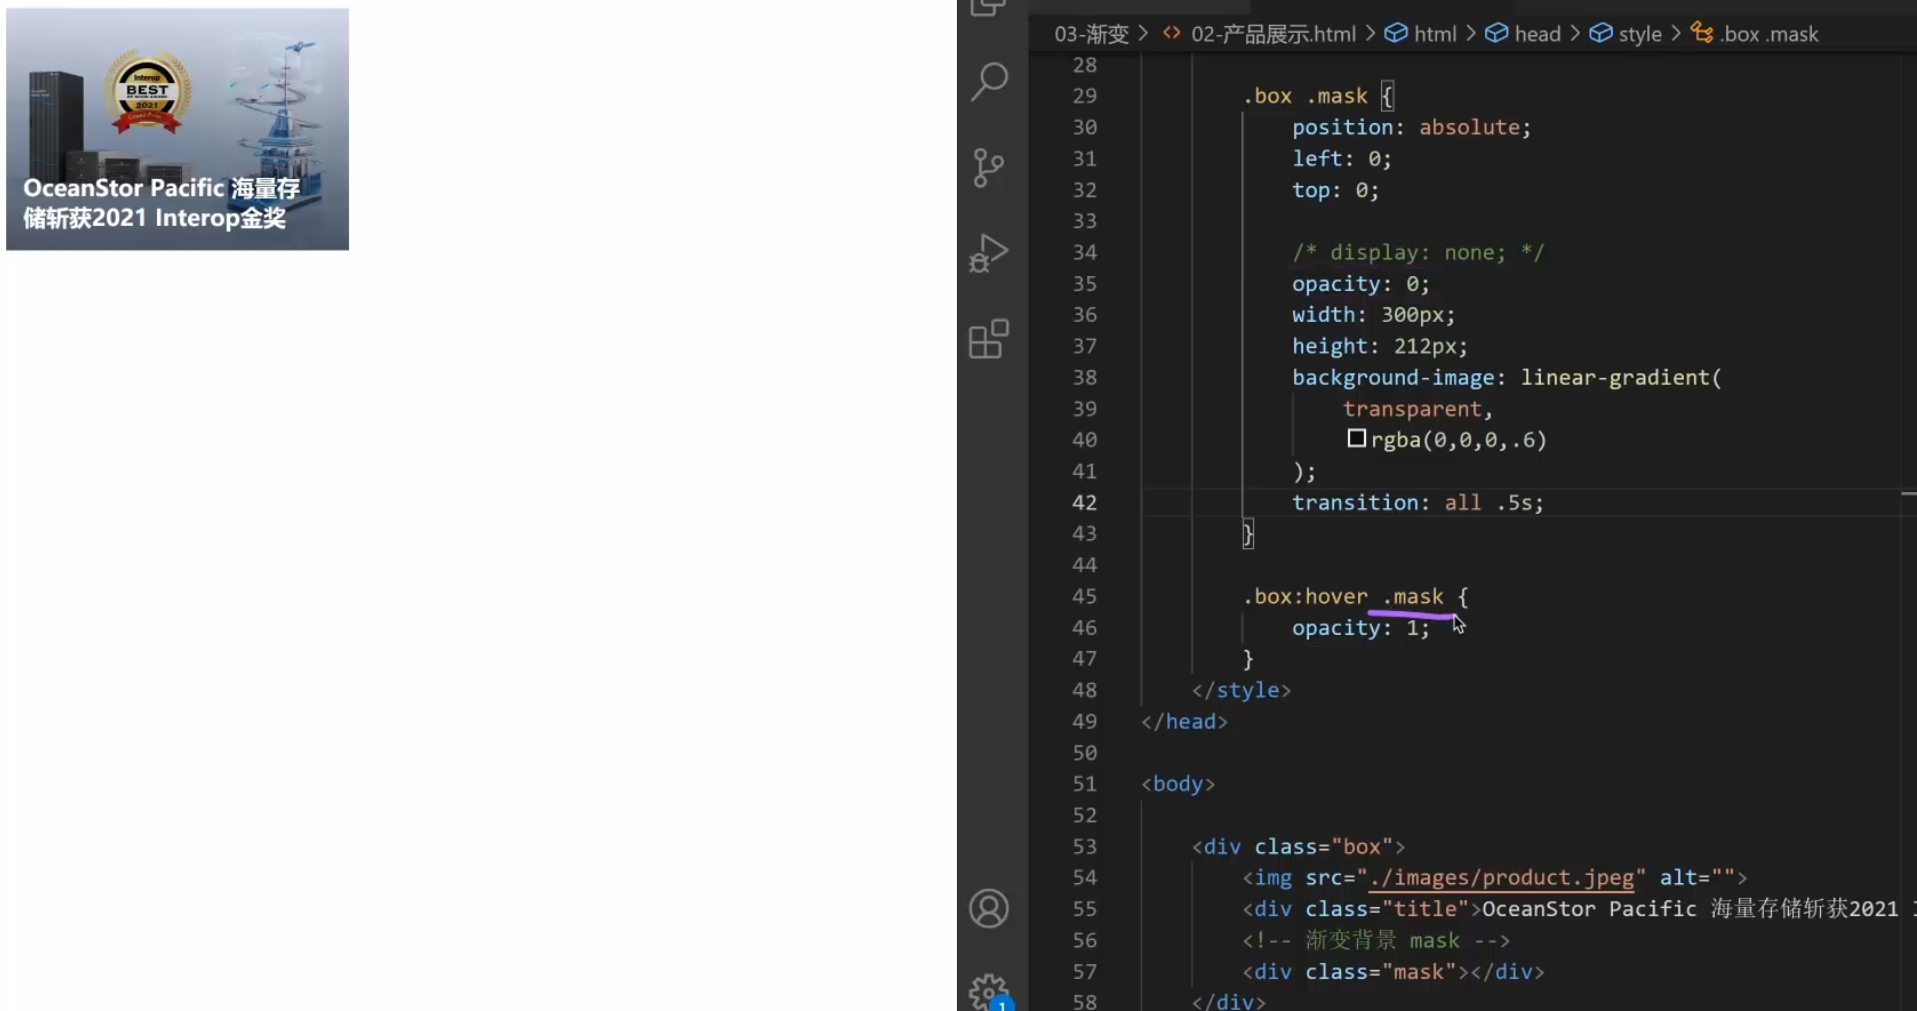 Interop
BEST
2021
Grand Prize
OceanStor Pacific 海量存
储斩获2021 Interop金奖
03-渐变 > <> 02-产品展示.html > html > head > style > .box .mask
28
29 .box .mask {
30 position: absolute;
31 left: 0;
32 top: 0;
33
34 /* display: none; */
35 opacity: 0;
36 width: 300px;
37 height: 212px;
38 background-image: linear-gradient(
39 transparent,
40 rgba(0,0,0,.6)
41 );
42 transition: all .5s;
43 }
44
45 .box:hover .mask {
46 opacity: 1;
47 }
48 </style>
49 </head>
50
51 <body>
52
53 <div class="box">
54 <img src="./images/product.jpeg" alt="">
55 <div class="title">OceanStor Pacific 海量存储斩获2021
56 <!-- 渐变背景 mask -->
57 <div class="mask"></div>
58 </div>
1